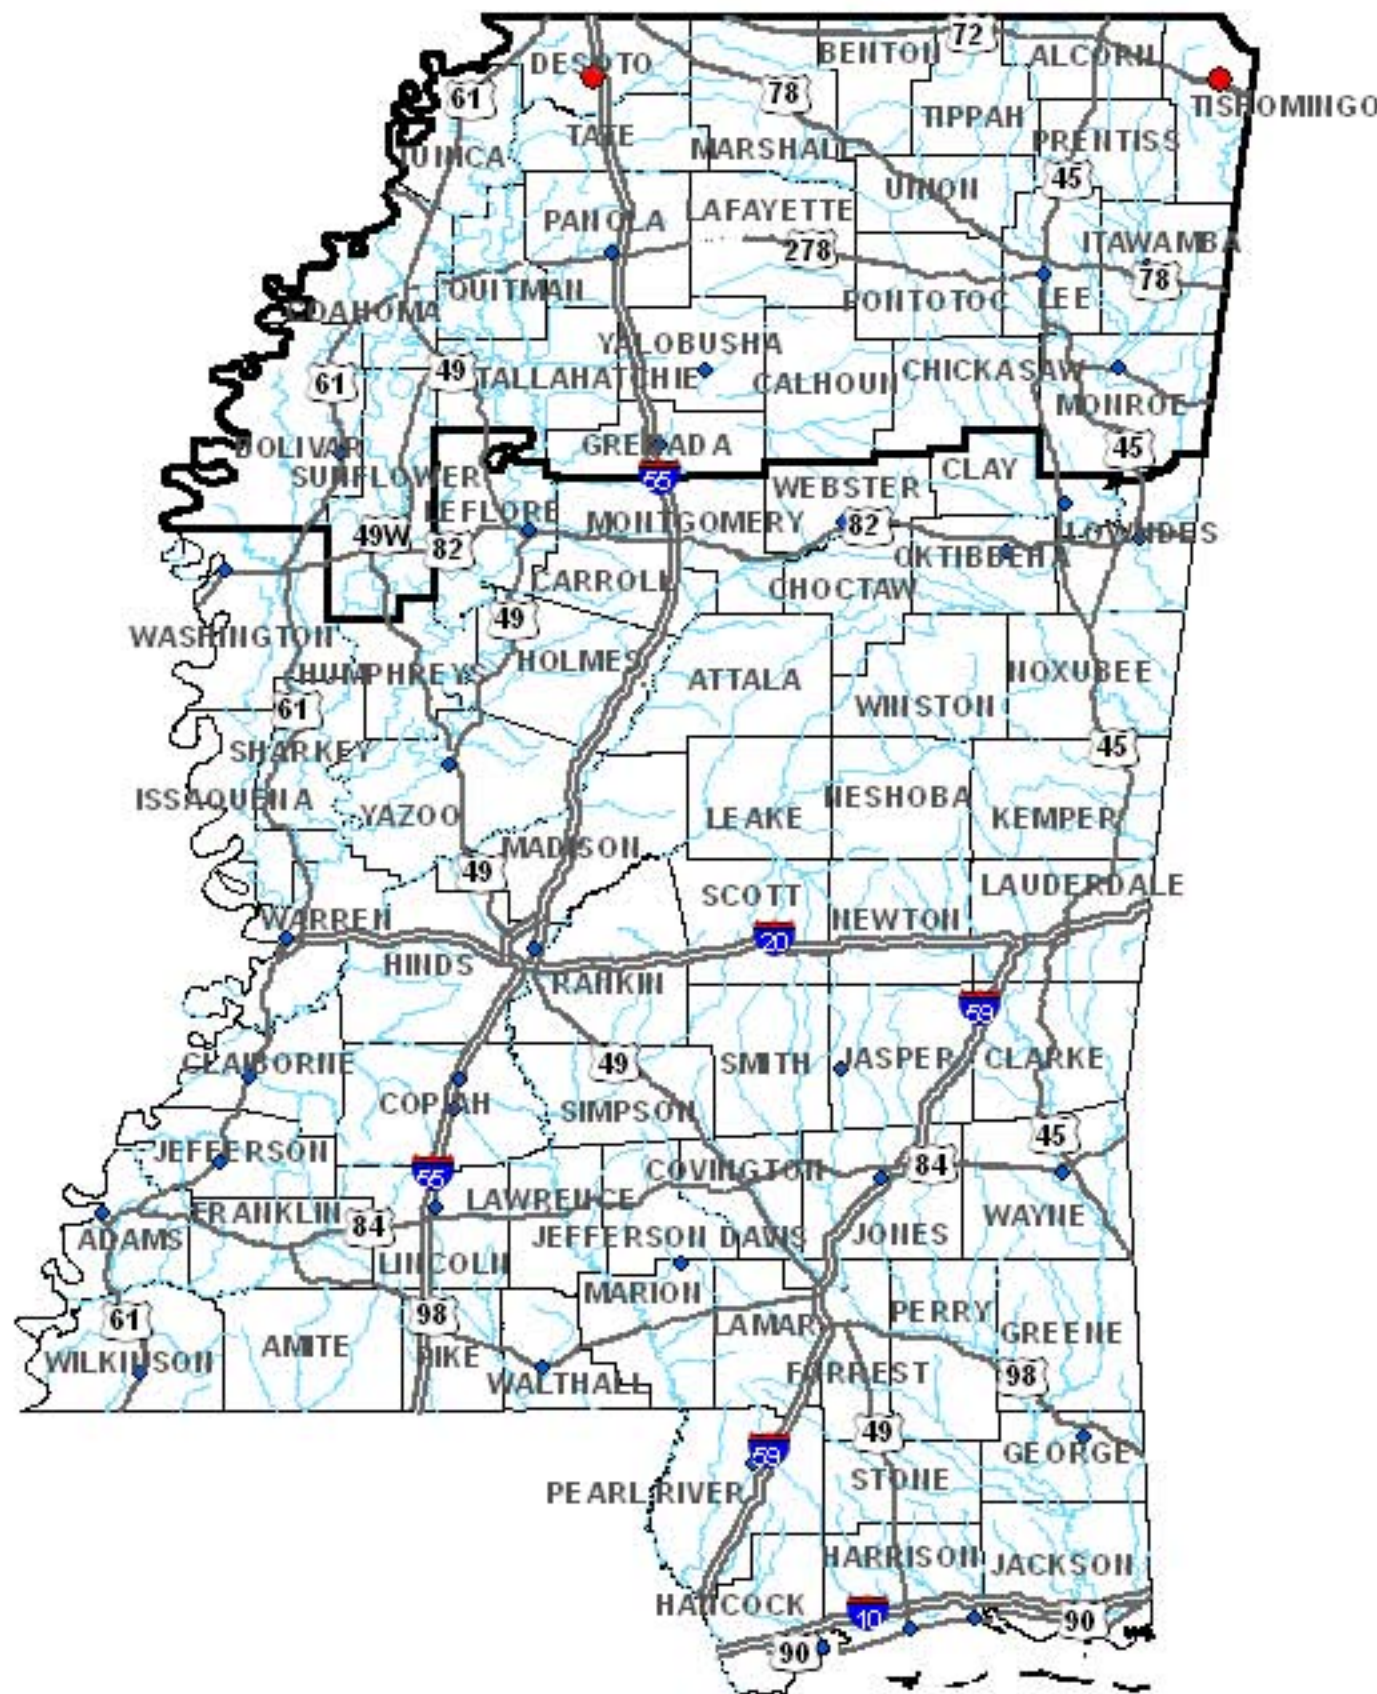 72
BENTON
ALCORN
DESOTO
61
78
TISHOMINGO
TIPPAH
TATE
PRENTISS
MARSHALL
TUNICA
45
UNION
LAFAYETTE
PANOLA
ITAWAMBA
278
78
QUITMAN
PONTOTOC
LEE
COAHOMA
YALOBUSHA
49
CHICKASAW
61
TALLAHATCHIE
CALHOUN
MONROE
BOLIVAR
GRENADA
45
CLAY
SUNFLOWER
55
WEBSTER
LEFLORE
MONTGOMERY
82
LOWNDES
49W
82
OKTIBBEHA
CARROLL
CHOCTAW
49
WASHINGTON
HOLMES
HUMPHREYS
ATTALA
NOXUBEE
61
WINSTON
SHARKEY
45
ISSAQUENA
NESHOBA
YAZOO
LEAKE
KEMPER
MADISON
49
LAUDERDALE
SCOTT
WARREN
NEWTON
20
HINDS
RANKIN
59
CLAIBORNE
49
SMITH
JASPER
CLARKE
COPIAH
SIMPSON
45
JEFFERSON
84
55
COVINGTON
LAWRENCE
FRANKLIN
84
WAYNE
ADAMS
JEFFERSON DAVIS
JONES
LINCOLN
MARION
61
98
PERRY
LAMAR
GREENE
AMITE
WILKINSON
PIKE
FORREST
98
WALTHALL
49
59
GEORGE
STONE
PEARL RIVER
HARRISON
JACKSON
HANCOCK
10
90
90